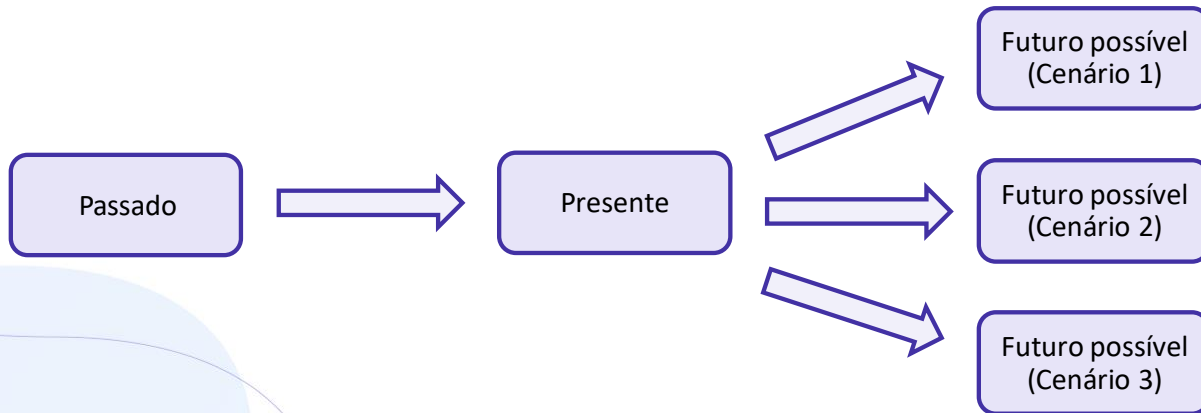 Passado
Presente
Futuro possível
(Cenário 1)
Futuro possível
(Cenário 2)
Futuro possível
(Cenário 3)